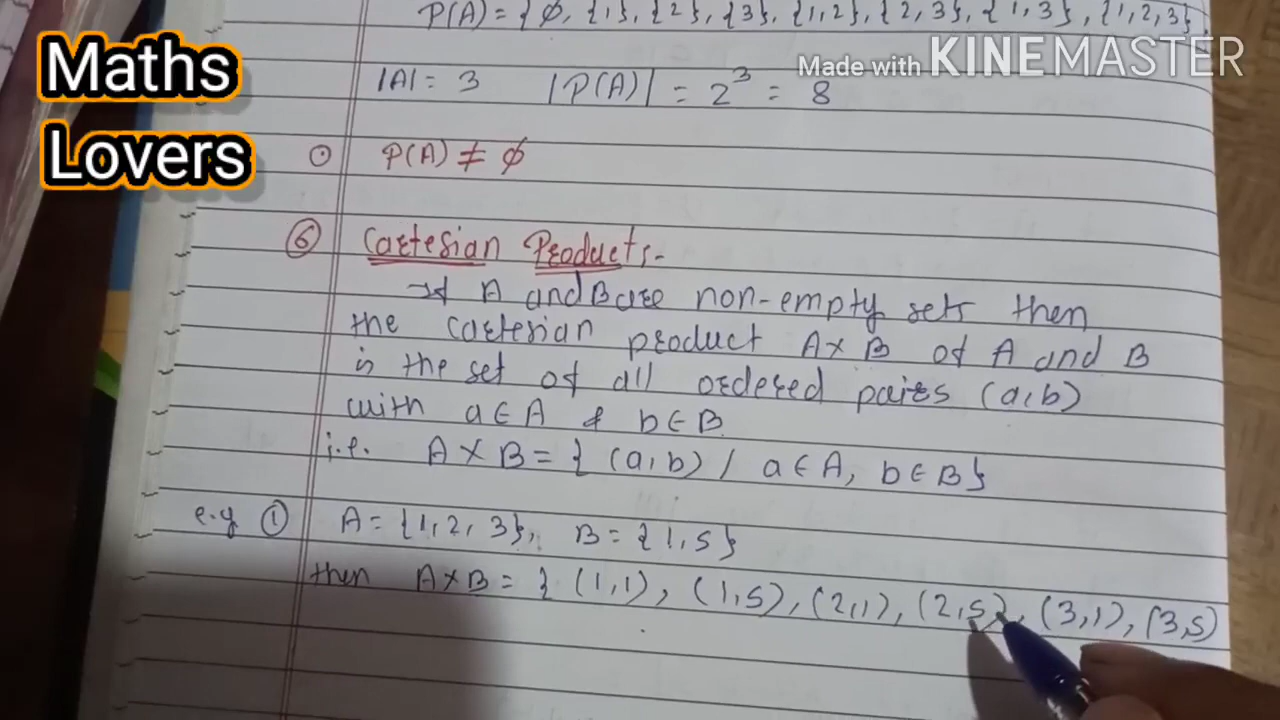 P(A) = { ∅, {1}, {2}, {3}, {1,2}, {2,3}, {1,3}, {1,2,3}
Maths
Lovers
Made with KINEMASTER
|A| = 3 |P(A)| = 2³ = 8
⊙ P(A) ≠ ∅
⑥ Cartesian Products:-
→ If A and B are non-empty sets then
the cartesian product A×B of A and B
is the set of all ordered pairs (a,b)
with a∈A & b∈B
i.e. A×B = { (a,b) / a∈A, b∈B}
e.g ① A = {1,2,3}, B = {1,5}
then A×B = { (1,1), (1,5), (2,1), (2,5), (3,1), (3,5)